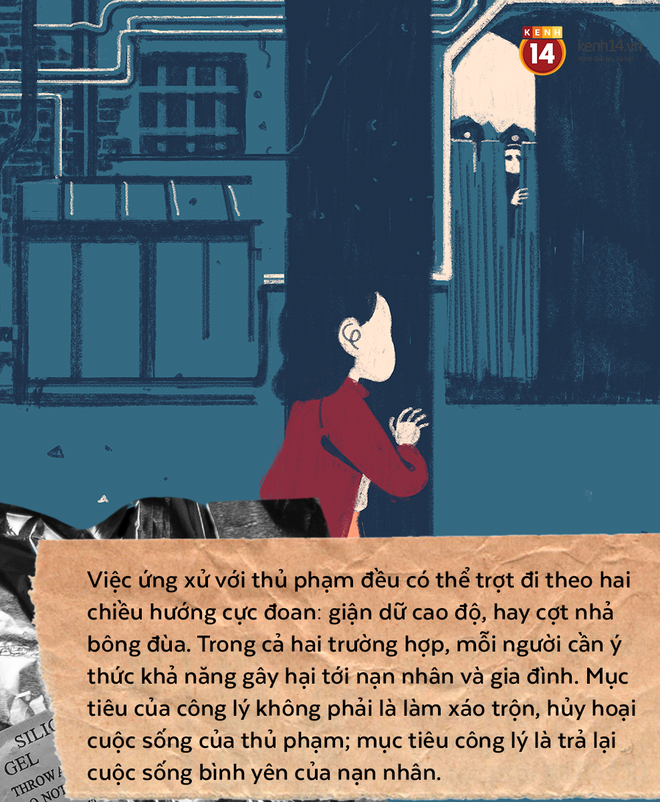 KENH
14
kenh14.vn
Việc ứng xử với thủ phạm đều có thể trợt đi theo hai
chiều hướng cực đoan: giận dữ cao độ, hay cợt nhả
bông đùa. Trong cả hai trường hợp, mỗi người cần ý
thức khả năng gây hại tới nạn nhân và gia đình. Mục
tiêu của công lý không phải là làm xáo trộn, hủy hoại
cuộc sống của thủ phạm; mục tiêu công lý là trả lại
cuộc sống bình yên của nạn nhân.
SILIC
GEL
THROW A
O NOT